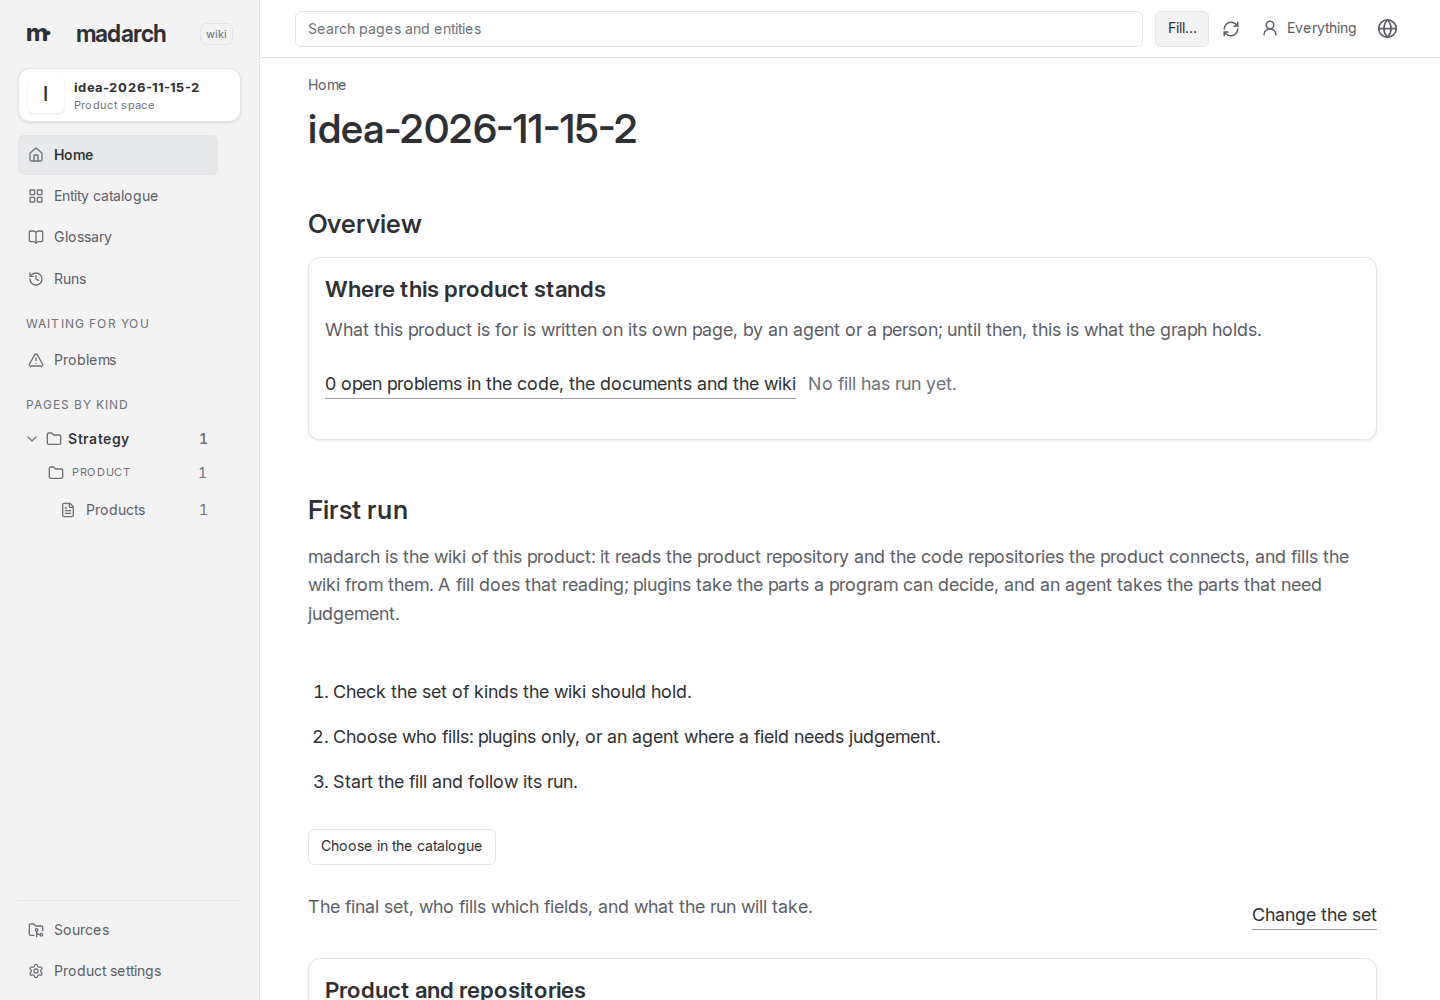 m·
madarch
wiki
I
idea-2026-11-15-2
Product space
Home
Entity catalogue
Glossary
Runs
WAITING FOR YOU
Problems
PAGES BY KIND
Strategy 1
PRODUCT 1
Products 1
Sources
Product settings
Search pages and entities
Fill...
Everything
Home
idea-2026-11-15-2
Overview
Where this product stands
What this product is for is written on its own page, by an agent or a person; until then, this is what the graph holds.
0 open problems in the code, the documents and the wiki No fill has run yet.
First run
madarch is the wiki of this product: it reads the product repository and the code repositories the product connects, and fills the
wiki from them. A fill does that reading; plugins take the parts a program can decide, and an agent takes the parts that need
judgement.
1. Check the set of kinds the wiki should hold.
2. Choose who fills: plugins only, or an agent where a field needs judgement.
3. Start the fill and follow its run.
Choose in the catalogue
The final set, who fills which fields, and what the run will take.
Change the set
Product and repositories